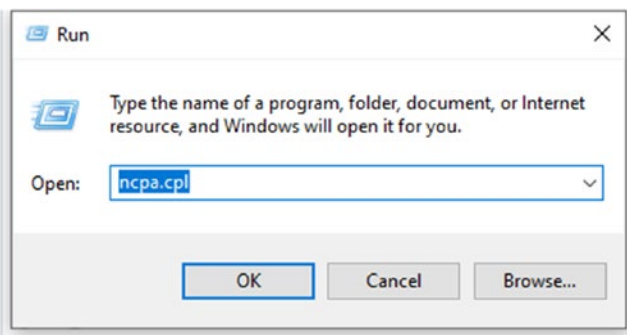 Run
Type the name of a program, folder, document, or Internet
resource, and Windows will open it for you.
Open: ncpa.cpl
OK Cancel Browse...